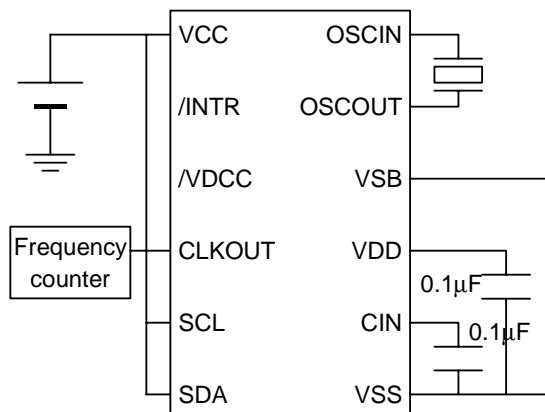 VCC OSCIN
/INTR OSCOUT
/VDCC VSB
Frequency
counter
CLKOUT VDD
0.1µF
SCL CIN
0.1µF
SDA VSS